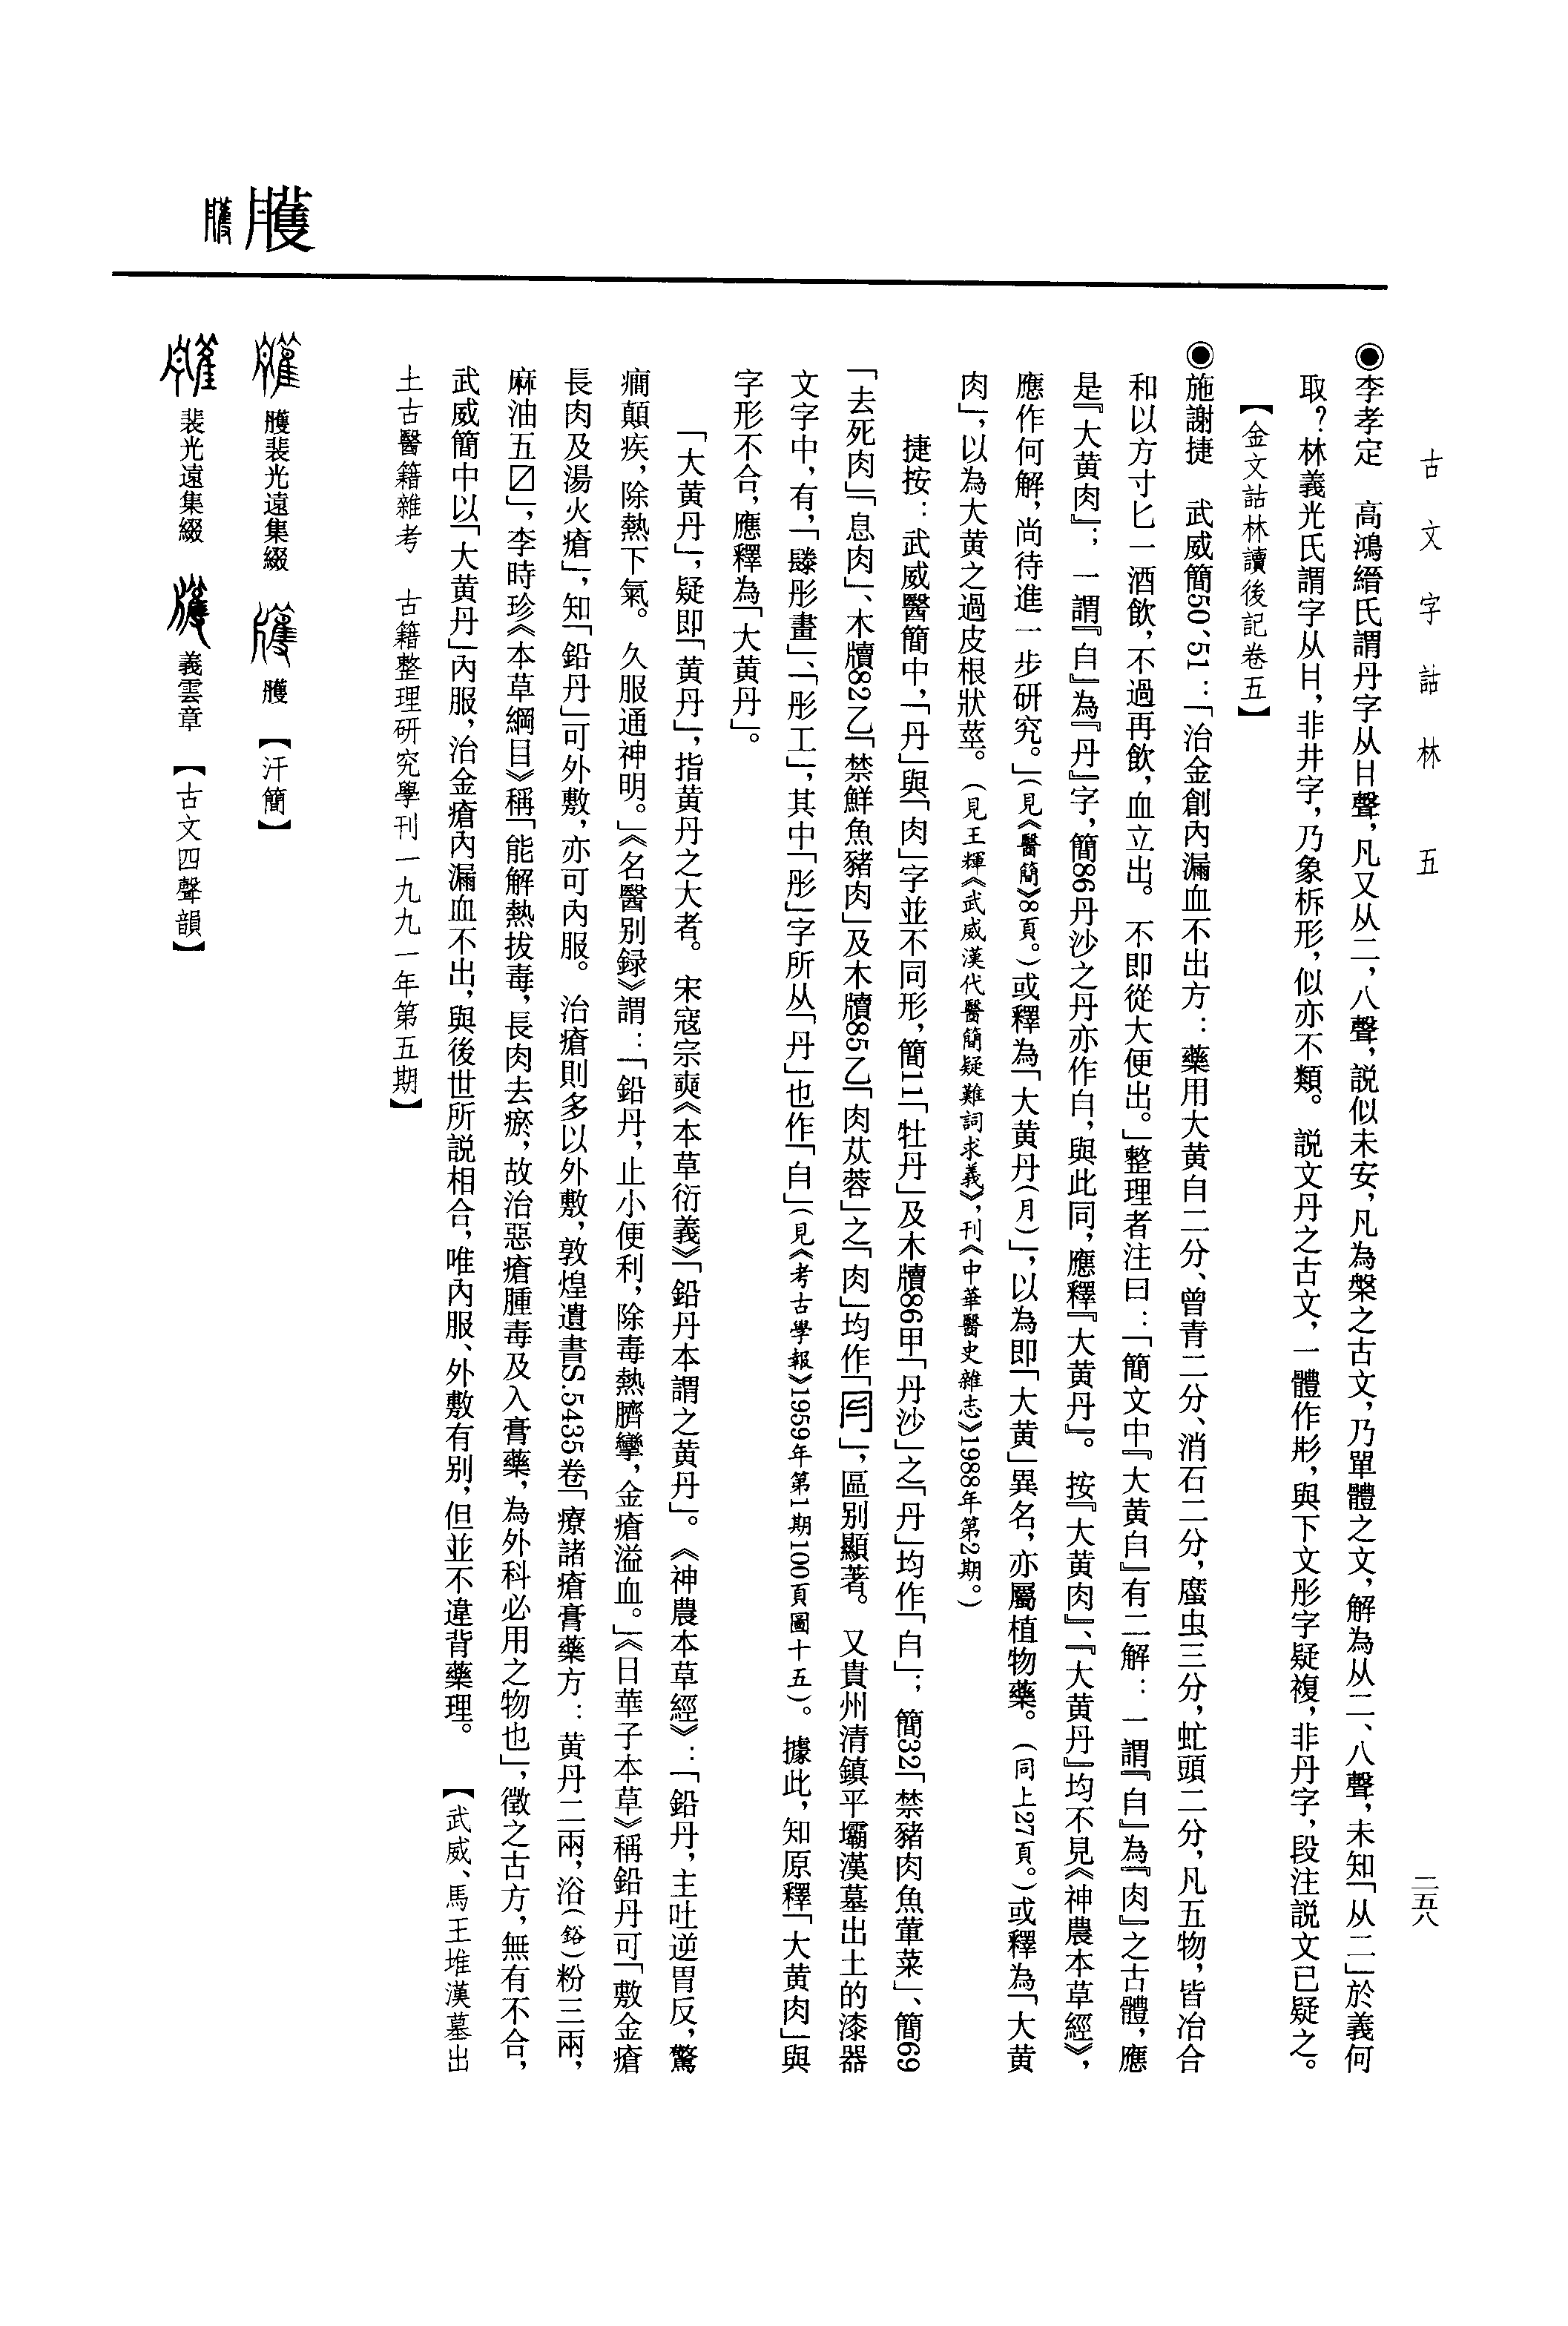 古文字詁林　五
二五八
◉李孝定　高鴻縉氏謂丹字从日聲，凡又从二，八聲，説似未安，凡為槃之古文，乃單體之文，解為从二、八聲，未知「从二」於義何
取？林義光氏謂字从日，非井字，乃象柝形，似亦不類。説文丹之古文，一體作彤，與下文彤字疑複，非丹字，段注説文已疑之。
【金文詁林讀後記卷五】
◉施謝捷　武威簡50、51：「治金創内漏血不出方：藥用大黄白二分、曾青二分、消石二分，䗪虫三分，虻頭二分，凡五物，皆冶合
和以方寸匕一酒飲，不過再飲，血立出。不即從大便出。」整理者注曰：「簡文中『大黄白』有二解：一謂『白』為『肉』之古體，應
是『大黄肉』；一謂『白』為『丹』字，簡86丹沙之丹亦作白，與此同，應釋『大黄丹』。按『大黄肉』、『大黄丹』均不見《神農本草經》，
應作何解，尚待進一步研究。」（見《醫簡》8頁。）或釋為「大黄丹（月）」，以為即「大黄」異名，亦屬植物藥。（同上27頁。）或釋為「大黄
肉」，以為大黄之過皮根狀莖。（見王輝《武威漢代醫簡疑難詞求義》，刊《中華醫史雜志》1988年第2期。）
捷按：武威醫簡中，「丹」與「肉」字並不同形，簡11「牡丹」及木牘86甲「丹沙」之「丹」均作「白」；簡32「禁豬肉魚葷菜」、簡69
「去死肉」「息肉」、木牘82乙「禁鮮魚豬肉」及木牘85乙「肉苁蓉」之「肉」均作「」，區别顯著。又貴州清鎮平壩漢墓出土的漆器
文字中，有，「髹彤畫」、「彤工」，其中「彤」字所从「丹」也作「白」（見《考古學報》1959年第1期100頁圖十五）。據此，知原釋「大黄肉」與
字形不合，應釋為「大黄丹」。
「大黄丹」，疑即「黄丹」，指黄丹之大者。宋寇宗奭《本草衍義》「鉛丹本謂之黄丹」。《神農本草經》：「鉛丹，主吐逆胃反，驚
癇顛疾，除熱下氣。久服通神明。」《名醫别録》謂：「鉛丹，止小便利，除毒熱臍攣，金瘡溢血。」《日華子本草》稱鉛丹可「敷金瘡
長肉及湯火瘡」，知「鉛丹」可外敷，亦可内服。治瘡則多以外敷，敦煌遺書S.5435卷「療諸瘡膏藥方：黄丹二兩，浴（鉛）粉三兩，
麻油五〼」，李時珍《本草綱目》稱「能解熱拔毒，長肉去瘀，故治惡瘡腫毒及入膏藥，為外科必用之物也」，徵之古方，無有不合，
武威簡中以「大黄丹」内服，治金瘡内漏血不出，與後世所説相合，唯内服、外敷有别，但並不違背藥理。　【武威、馬王堆漢墓出
土古醫籍雜考　古籍整理研究學刊一九九一年第五期】
雘
雘裴光遠集綴　雘　【汗簡】
裴光遠集綴　義雲章　【古文四聲韻】